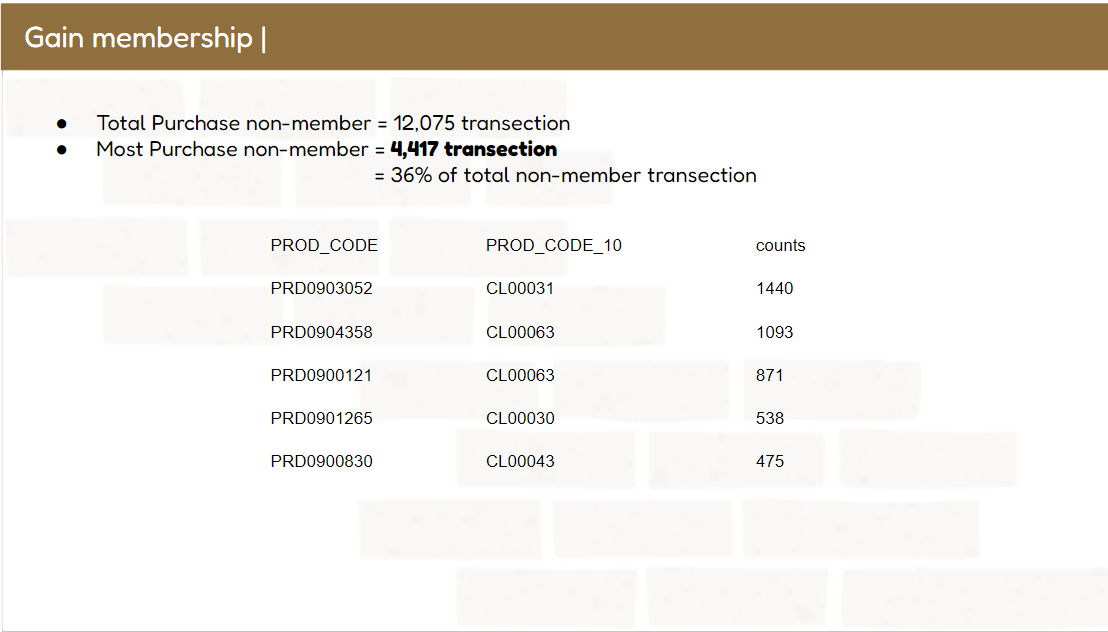 Gain membership |
● Total Purchase non-member = 12,075 transection
● Most Purchase non-member = 4,417 transection
= 36% of total non-member transection
PROD_CODE PROD_CODE_10 counts
PRD0903052 CL00031 1440
PRD0904358 CL00063 1093
PRD0900121 CL00063 871
PRD0901265 CL00030 538
PRD0900830 CL00043 475